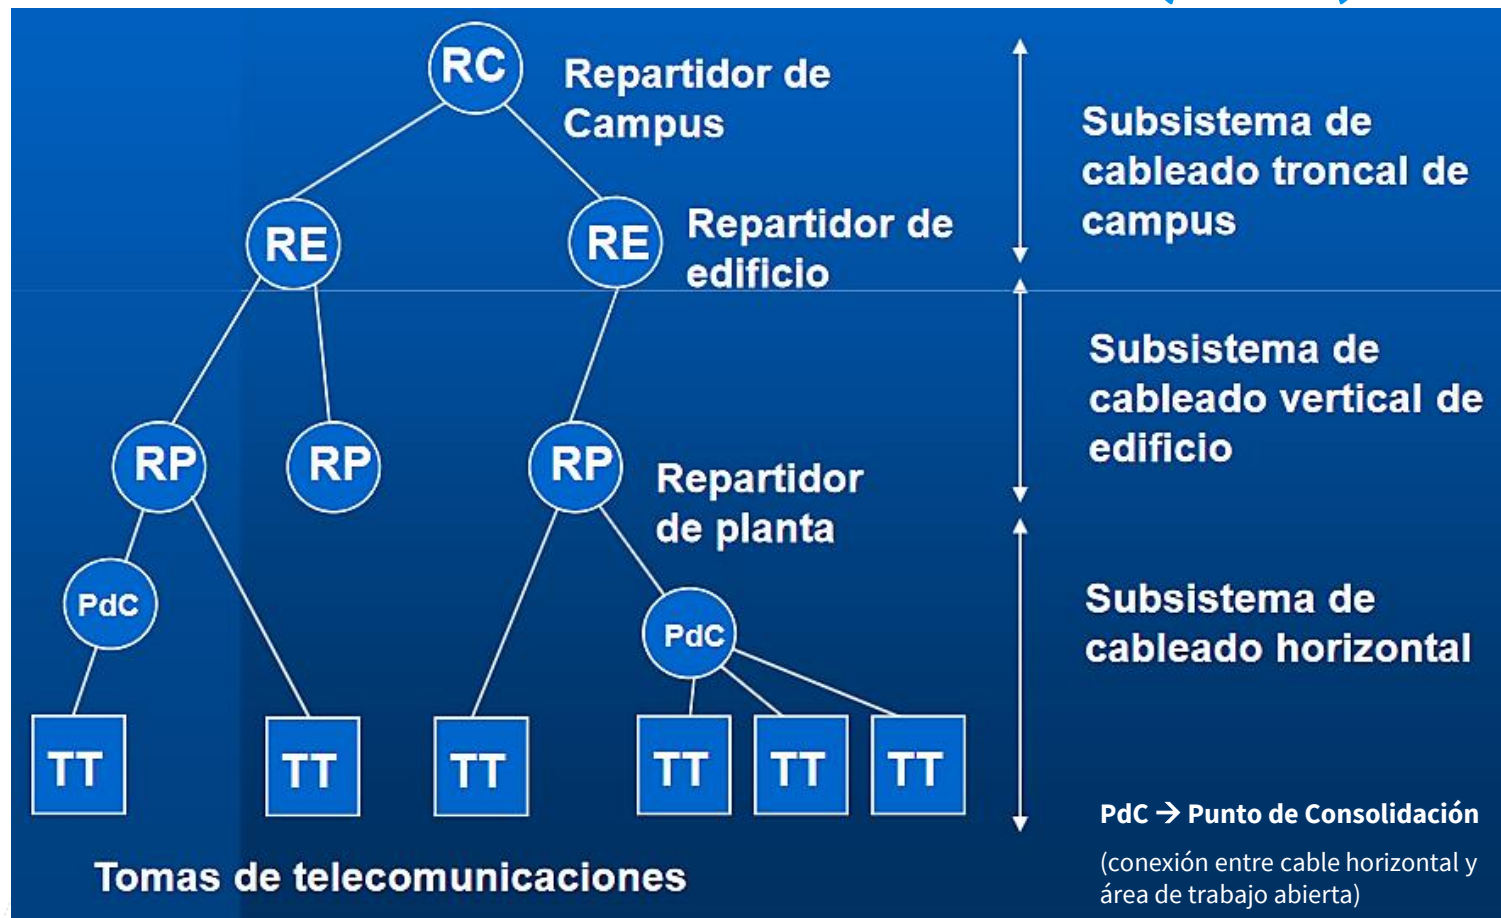 RC
Repartidor de
Campus
Subsistema de
cableado troncal de
campus
RE
RE
Repartidor de
edificio
Subsistema de
cableado vertical de
edificio
RP
RP
RP
Repartidor
de planta
PdC
PdC
Subsistema de
cableado horizontal
TT
TT
TT
TT
TT
TT
PdC → Punto de Consolidación
(conexión entre cable horizontal y
área de trabajo abierta)
Tomas de telecomunicaciones